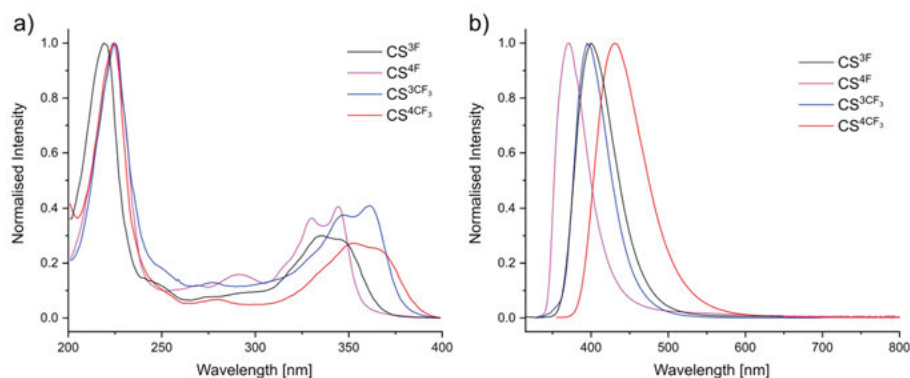 a)
Normalised Intensity
1.0
0.8
0.6
0.4
0.2
0.0
200
250
300
350
400
Wavelength [nm]
CS³ᶠ
CS⁴ᶠ
CS³ᶜᶠ₃
CS⁴ᶜᶠ₃
b)
Normalised Intensity
1.0
0.8
0.6
0.4
0.2
0.0
400
500
600
700
800
Wavelength [nm]
CS³ᶠ
CS⁴ᶠ
CS³ᶜᶠ₃
CS⁴ᶜᶠ₃